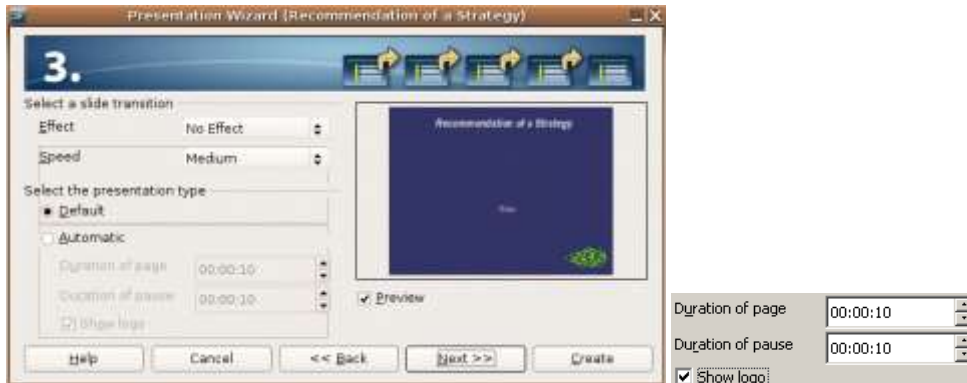 Presentation Wizard (Recommendation of a Strategy)
3.
Select a slide transition
Effect No Effect
Speed Medium
Select the presentation type
Default
Automatic
Duration of page 00:00:10
Duration of pause 00:00:10
Show logo
Recommendation of a Strategy
Preview
Help Cancel << Back Next >> Create
Duration of page 00:00:10
Duration of pause 00:00:10
Show logo